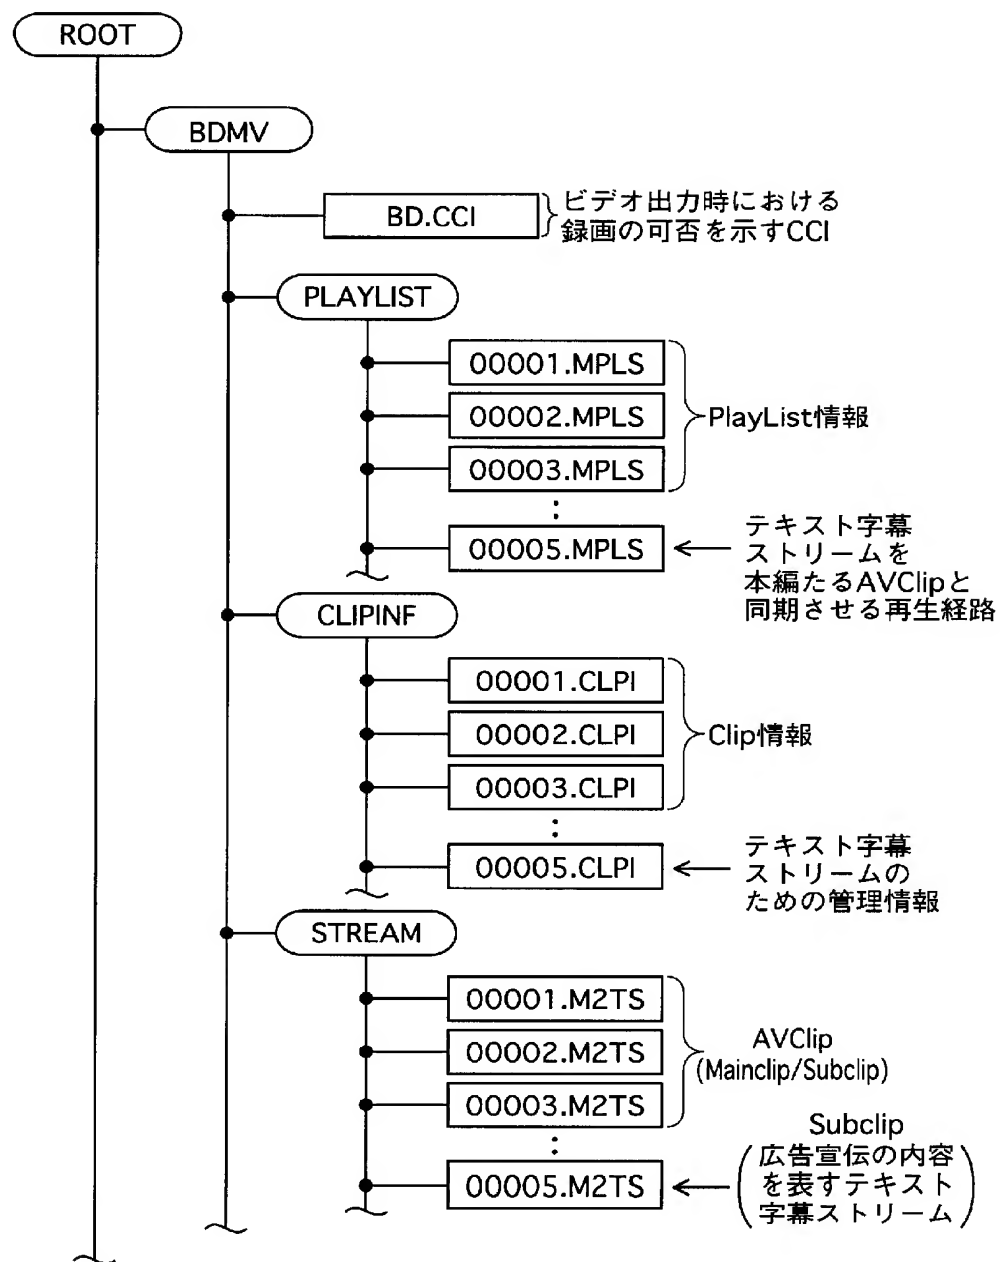 ROOT
BDMV
BD.CCI
ビデオ出力時における
録画の可否を示すCCI
PLAYLIST
00001.MPLS
00002.MPLS
PlayList情報
00003.MPLS
00005.MPLS
テキスト字幕
ストリームを
本編たるAVClipと
同期させる再生経路
CLIPINF
00001.CLPI
00002.CLPI
Clip情報
00003.CLPI
00005.CLPI
テキスト字幕
ストリームの
ための管理情報
STREAM
00001.M2TS
00002.M2TS
00003.M2TS
AVClip
(Mainclip/Subclip)
00005.M2TS
Subclip
(広告宣伝の内容
を表すテキスト
字幕ストリーム)